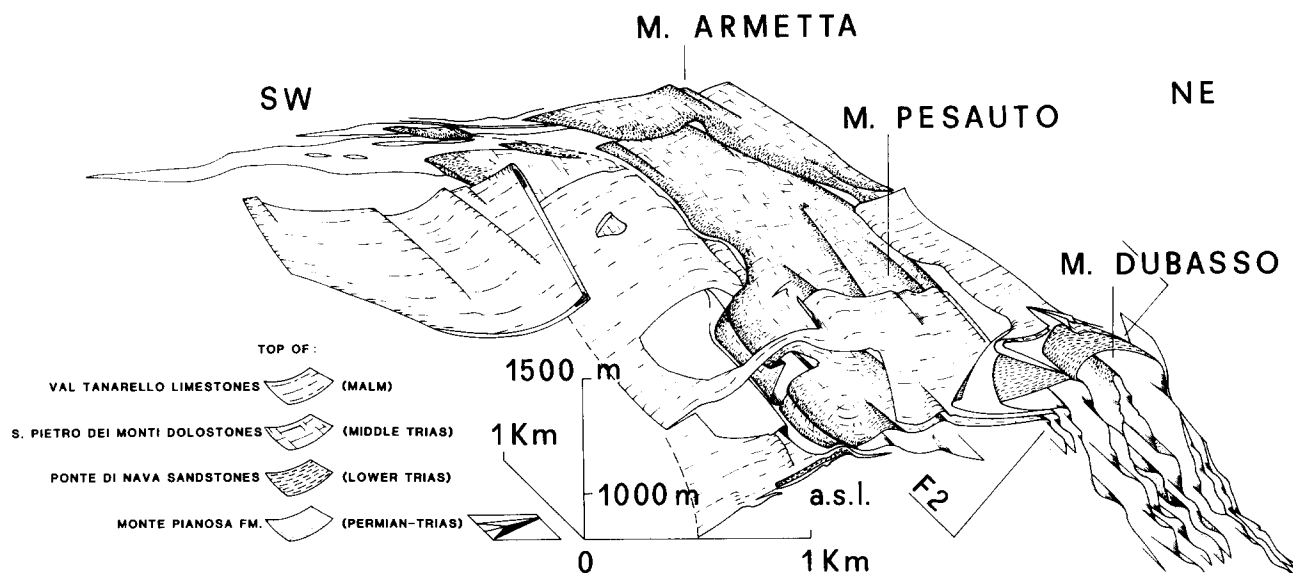 M. ARMETTA
SW
NE
M. PESAUTO
M. DUBASSO
TOP OF :
VAL TANARELLO LIMESTONES (MALM)
S. PIETRO DEI MONTI DOLOSTONES (MIDDLE TRIAS)
PONTE DI NAVA SANDSTONES (LOWER TRIAS)
MONTE PIANOSA FM. (PERMIAN-TRIAS)
1500 m
1Km
1000m a.s.l.
F2
0 1Km